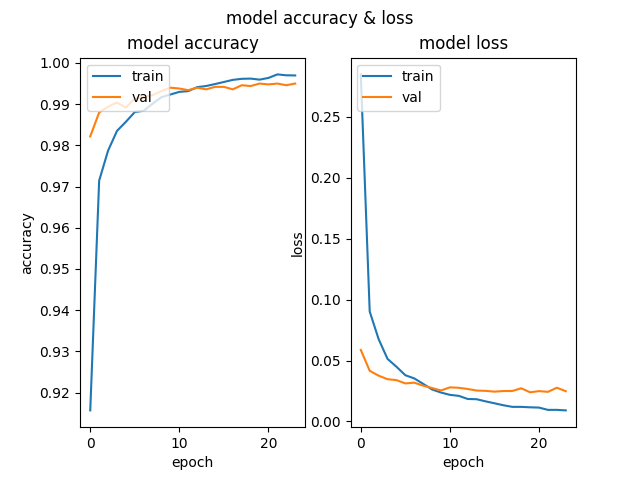 model accuracy & loss
model accuracy
train
val
1.00
0.99
0.98
0.97
0.96
0.95
0.94
0.93
0.92
accuracy
0
10
20
epoch
model loss
train
val
0.25
0.20
0.15
0.10
0.05
0.00
loss
0
10
20
epoch